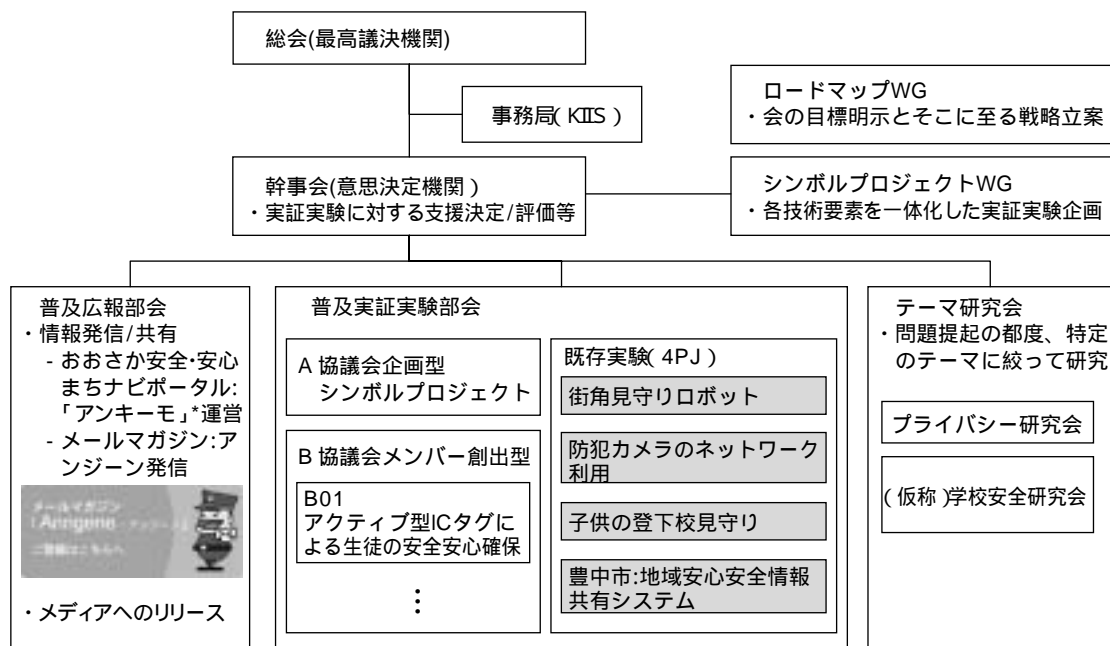 総会(最高議決機関)
事務局(KIIS)
ロードマップWG
・会の目標明示とそこに至る戦略立案
幹事会(意思決定機関)
・実証実験に対する支援決定/評価等
シンボルプロジェクトWG
・各技術要素を一体化した実証実験企画
普及広報部会
・情報発信/共有
- おおさか安全・安心
まちナビポータル:
「アンキーモ」*運営
- メールマガジン:ア
ンジーン発信
メールマガジン
「Anngene
ご登録はこちらへ
・メディアへのリリース
普及実証実験部会
A 協議会企画型
シンボルプロジェクト
B 協議会メンバー創出型
B01
アクティブ型ICタグに
よる生徒の安全安心確保
⋮
既存実験(4PJ)
街角見守りロボット
防犯カメラのネットワーク
利用
子供の登下校見守り
豊中市:地域安心安全情報
共有システム
テーマ研究会
・問題提起の都度、特定
のテーマに絞って研究
プライバシー研究会
(仮称)学校安全研究会